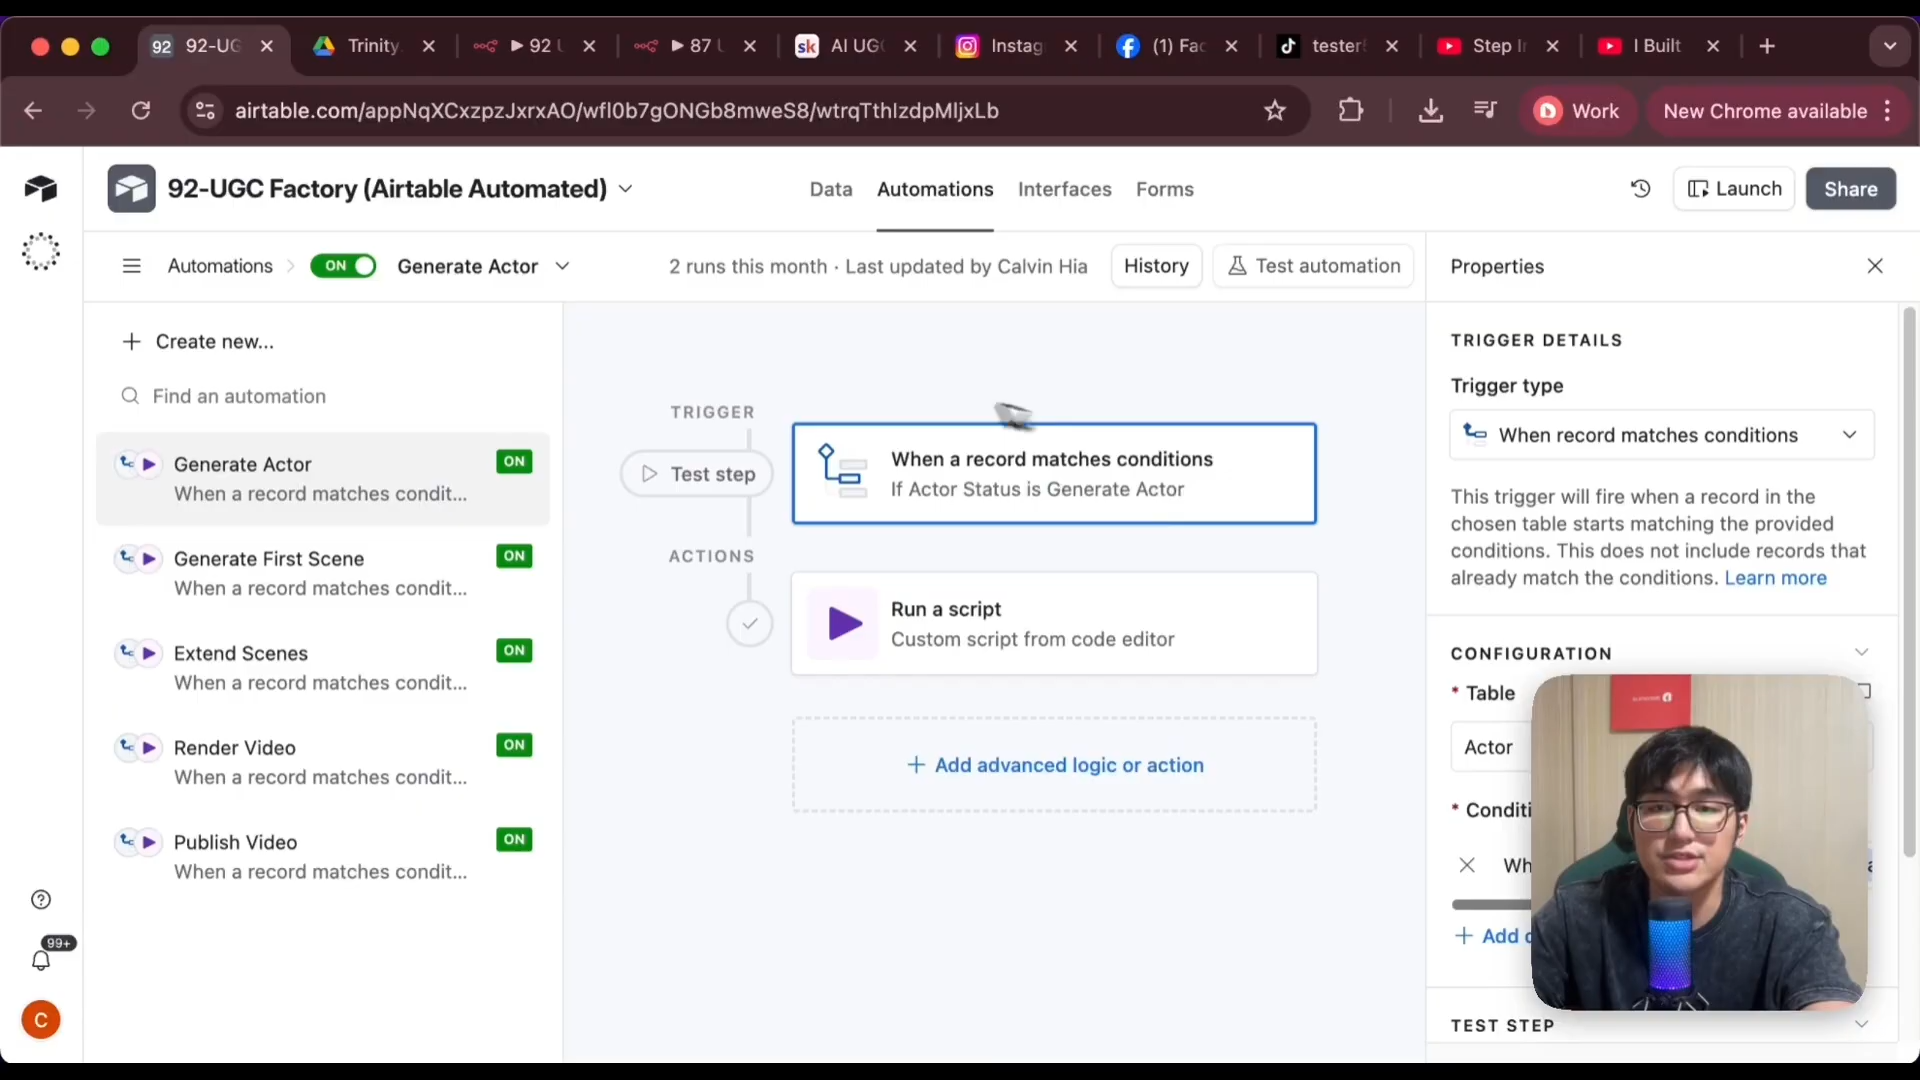 92
92-UG
Trinity
▶ 92 U
▶ 87 U
sk
AI UGC
Instag
(1) Fac
tester
Step I
I Built
airtable.com/appNqXCxzpzJxrxAO/wfl0b7gONGb8mweS8/wtrqTthIzdpMljxLb
Work
New Chrome available
92-UGC Factory (Airtable Automated)
Data
Automations
Interfaces
Forms
Launch
Share
Automations
ON
Generate Actor
2 runs this month · Last updated by Calvin Hia
History
Test automation
Properties
Create new...
Find an automation
Generate Actor
ON
When a record matches condit...
Generate First Scene
ON
When a record matches condit...
Extend Scenes
ON
When a record matches condit...
Render Video
ON
When a record matches condit...
Publish Video
ON
When a record matches condit...
99+
C
TRIGGER
Test step
When a record matches conditions
If Actor Status is Generate Actor
ACTIONS
Run a script
Custom script from code editor
+ Add advanced logic or action
TRIGGER DETAILS
Trigger type
When record matches conditions
This trigger will fire when a record in the
chosen table starts matching the provided
conditions. This does not include records that
already match the conditions. Learn more
CONFIGURATION
* Table
Actor
* Conditi
Wh
+ Add
TEST STEP